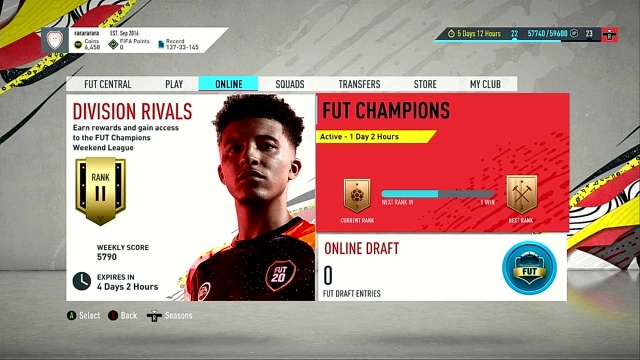 rarararara EST. Sep 2016
Coins
6,458
FIFA Points
0
Record
137-33-145
5 Days 12 Hours 22 57740/59600 XP 23
FUT CENTRAL PLAY ONLINE SQUADS TRANSFERS STORE MY CLUB
DIVISION RIVALS
Earn rewards and gain access
to the FUT Champions
Weekend League
RANK
II
WEEKLY SCORE
5790
EXPIRES IN
4 Days 2 Hours
FUT
20
FUT CHAMPIONS
Active - 1 Day 2 Hours
NEXT RANK IN 1 WIN
CURRENT RANK
NEXT RANK
ONLINE DRAFT
0
FUT DRAFT ENTRIES
FUT
A Select B Back R Seasons